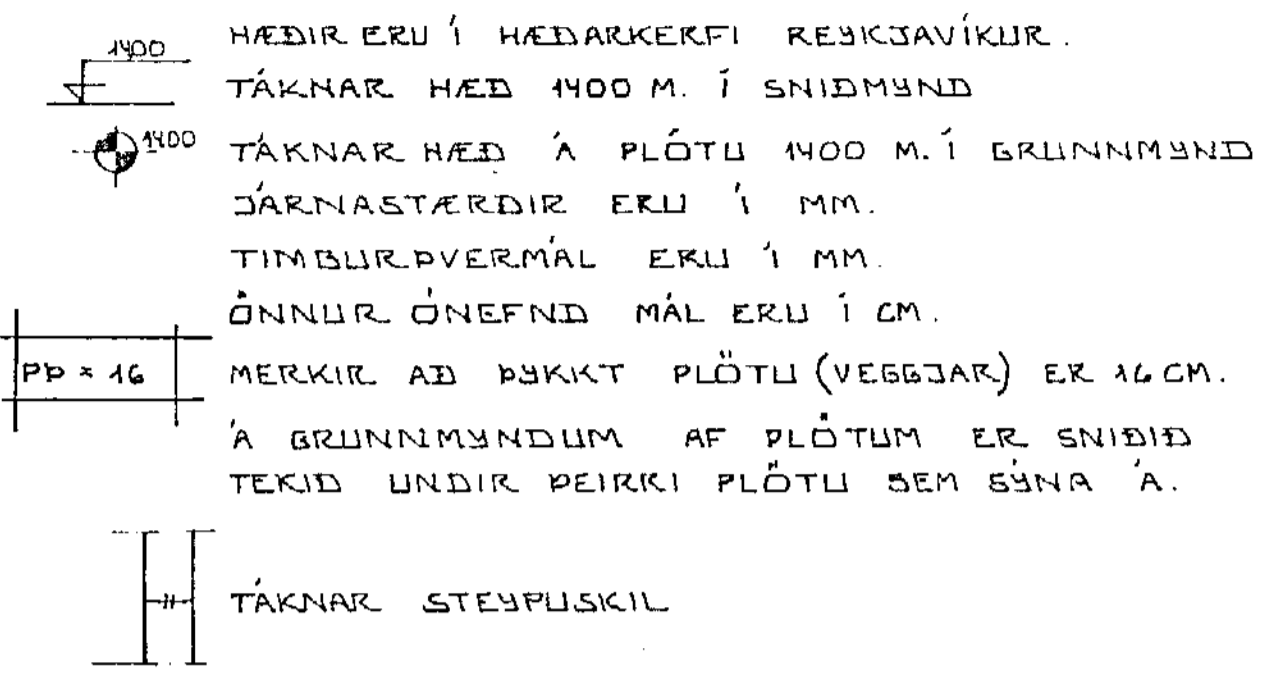 HÆÐIR ERU Í HÆÐARKERFI REYKJAVÍKUR.
1400 TÁKNAR HÆÐ 1400 M. Í SNIÐMYND
1400 TÁKNAR HÆÐ Á PLÖTU 1400 M. Í GRUNNMYND
JÁRNASTÆRÐIR ERU Í MM.
TIMBURÞVERMÁL ERU Í MM.
ÖNNUR ÓNEFND MÁL ERU Í CM.
ÞÞ = 16 MERKIR AÐ ÞYKKT PLÖTU (VEGGJAR) ER 16 CM.
Á GRUNNMYNDUM AF PLÖTUM ER SNIÐIÐ
TEKIÐ UNDIR ÞEIRRI PLÖTU SEM SÝNA Á.
TÁKNAR STEYPUSKIL